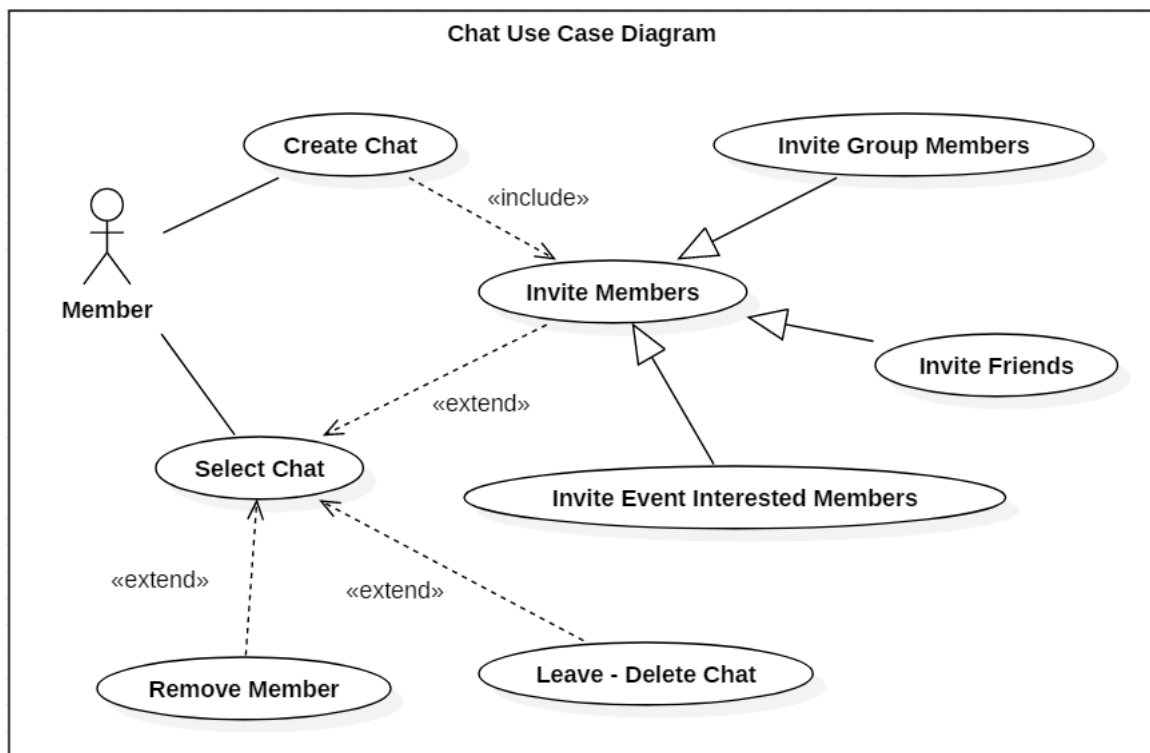 Chat Use Case Diagram
Create Chat
Invite Group Members
«include»
Member
Invite Members
Invite Friends
«extend»
Select Chat
Invite Event Interested Members
«extend»
«extend»
Remove Member
Leave - Delete Chat